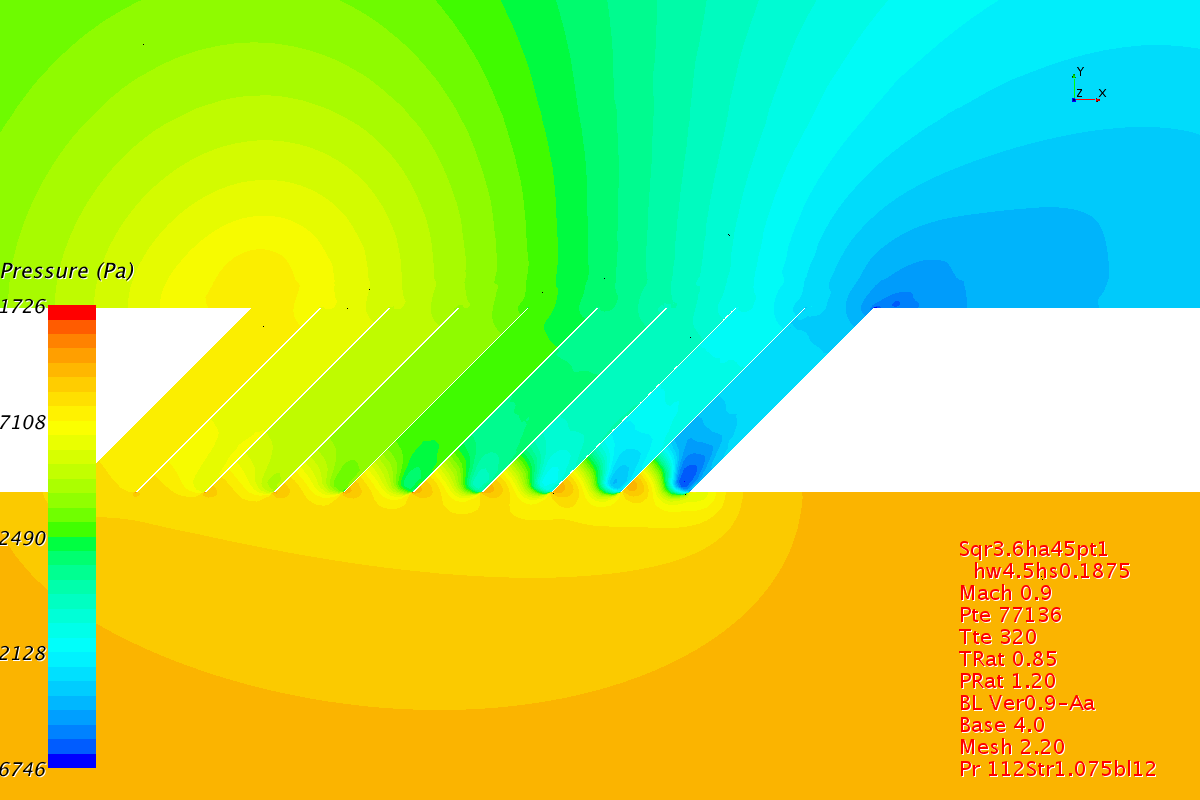 Y
Z X
Pressure (Pa)
1726
7108
2490
2128
6746
Sqr3.6ha45pt1
hw4.5hs0.1875
Mach 0.9
Pte 77136
Tte 320
TRat 0.85
PRat 1.20
BL Ver0.9-Aa
Base 4.0
Mesh 2.20
Pr 112Str1.075bl12